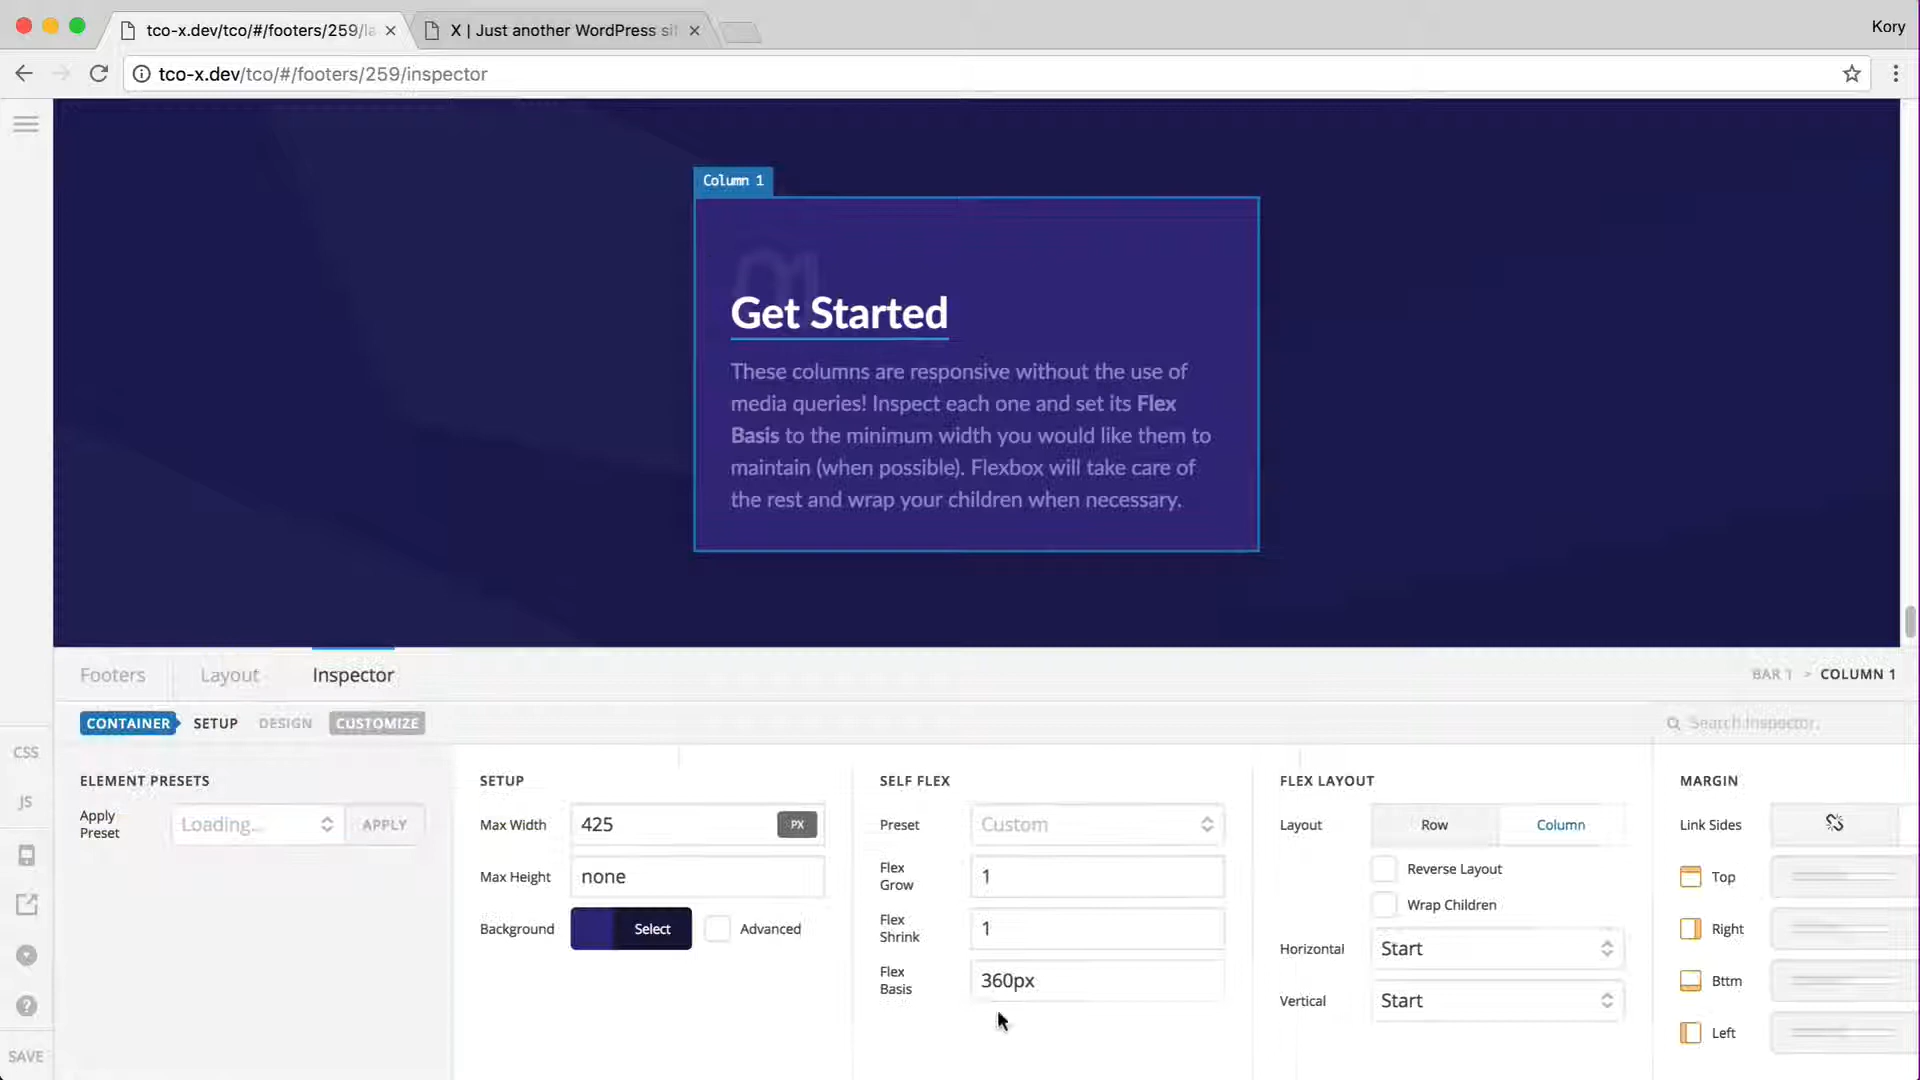 tco-x.dev/tco/#/footers/259/la
X | Just another WordPress sit
Kory
tco-x.dev/tco/#/footers/259/inspector
Column 1
01
Get Started
These columns are responsive without the use of
media queries! Inspect each one and set its Flex
Basis to the minimum width you would like them to
maintain (when possible). Flexbox will take care of
the rest and wrap your children when necessary.
Footers
Layout
Inspector
BAR 1 > COLUMN 1
CONTAINER
SETUP
DESIGN
CUSTOMIZE
Search Inspector.
CSS
JS
SAVE
ELEMENT PRESETS
Apply
Preset
Loading...
APPLY
SETUP
Max Width
425
PX
Max Height
none
Background
Select
Advanced
SELF FLEX
Preset
Custom
Flex
Grow
1
Flex
Shrink
1
Flex
Basis
360px
FLEX LAYOUT
Layout
Row
Column
Reverse Layout
Wrap Children
Horizontal
Start
Vertical
Start
MARGIN
Link Sides
Top
Right
Bttm
Left